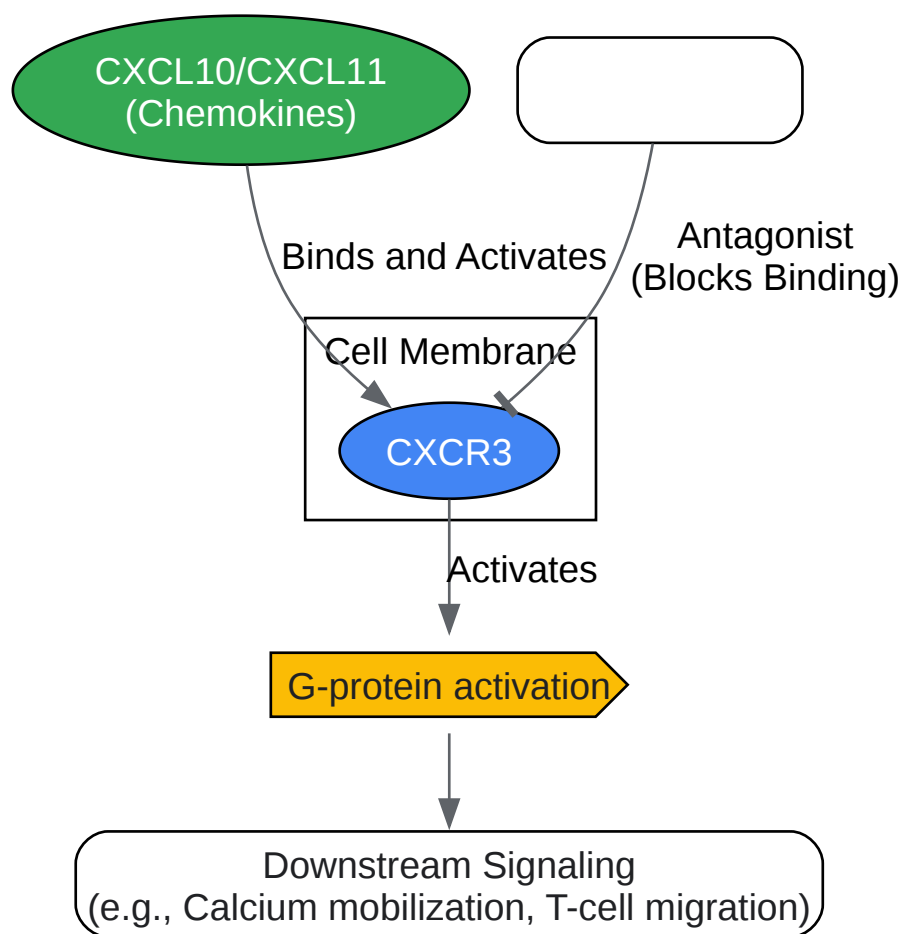 CXCL10/CXCL11
(Chemokines)
Binds and Activates
Antagonist
(Blocks Binding)
Cell Membrane
CXCR3
Activates
G-protein activation
Downstream Signaling
(e.g., Calcium mobilization, T-cell migration)